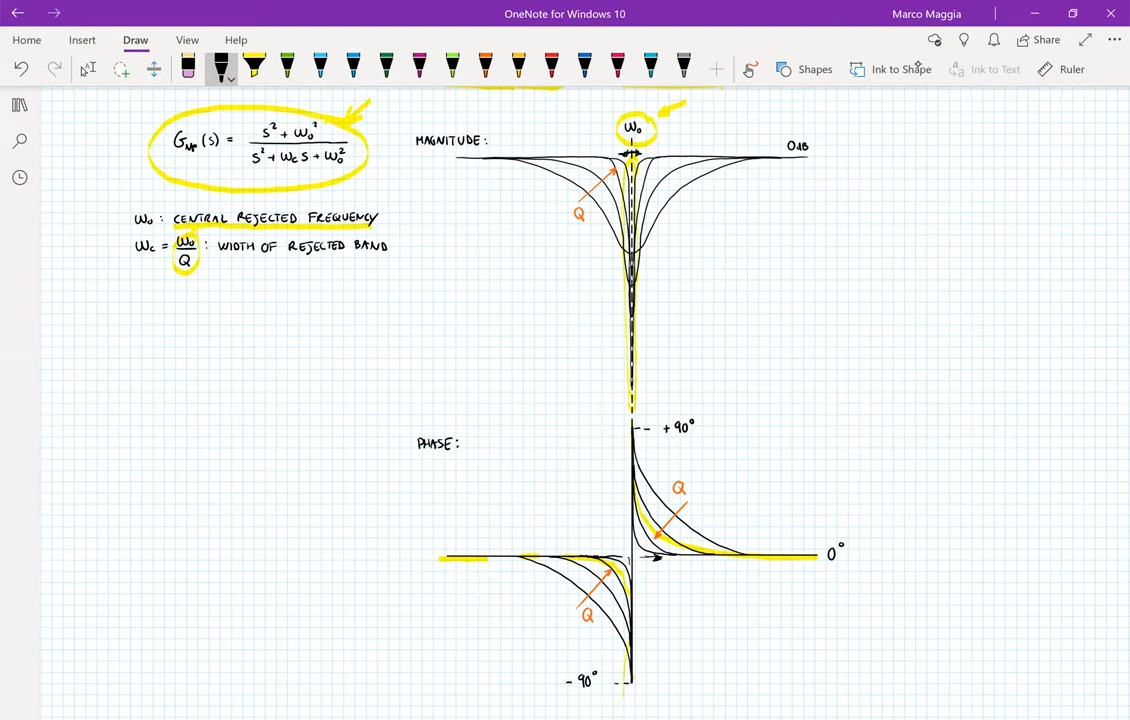 OneNote for Windows 10
Marco Maggia
Home Insert Draw View Help
Share
Shapes Ink to Shape Ink to Text Ruler
G_NF(s) = (s² + ω₀²) / (s² + ω_c s + ω₀²)
ω₀ : CENTRAL REJECTED FREQUENCY
ω_c = ω₀/Q : WIDTH OF REJECTED BAND
MAGNITUDE:
ω₀
0dB
Q
PHASE:
+90°
Q
0°
Q
-90°